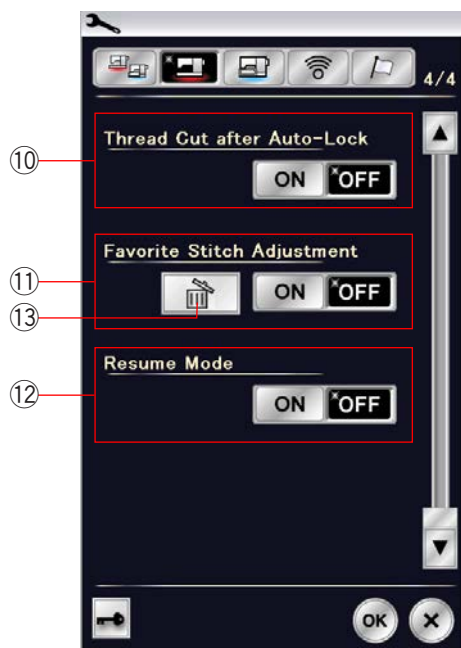 4/4
Thread Cut after Auto-Lock
⑩
ON OFF
Favorite Stitch Adjustment
⑪
ON OFF
⑬
Resume Mode
⑫
ON OFF
OK